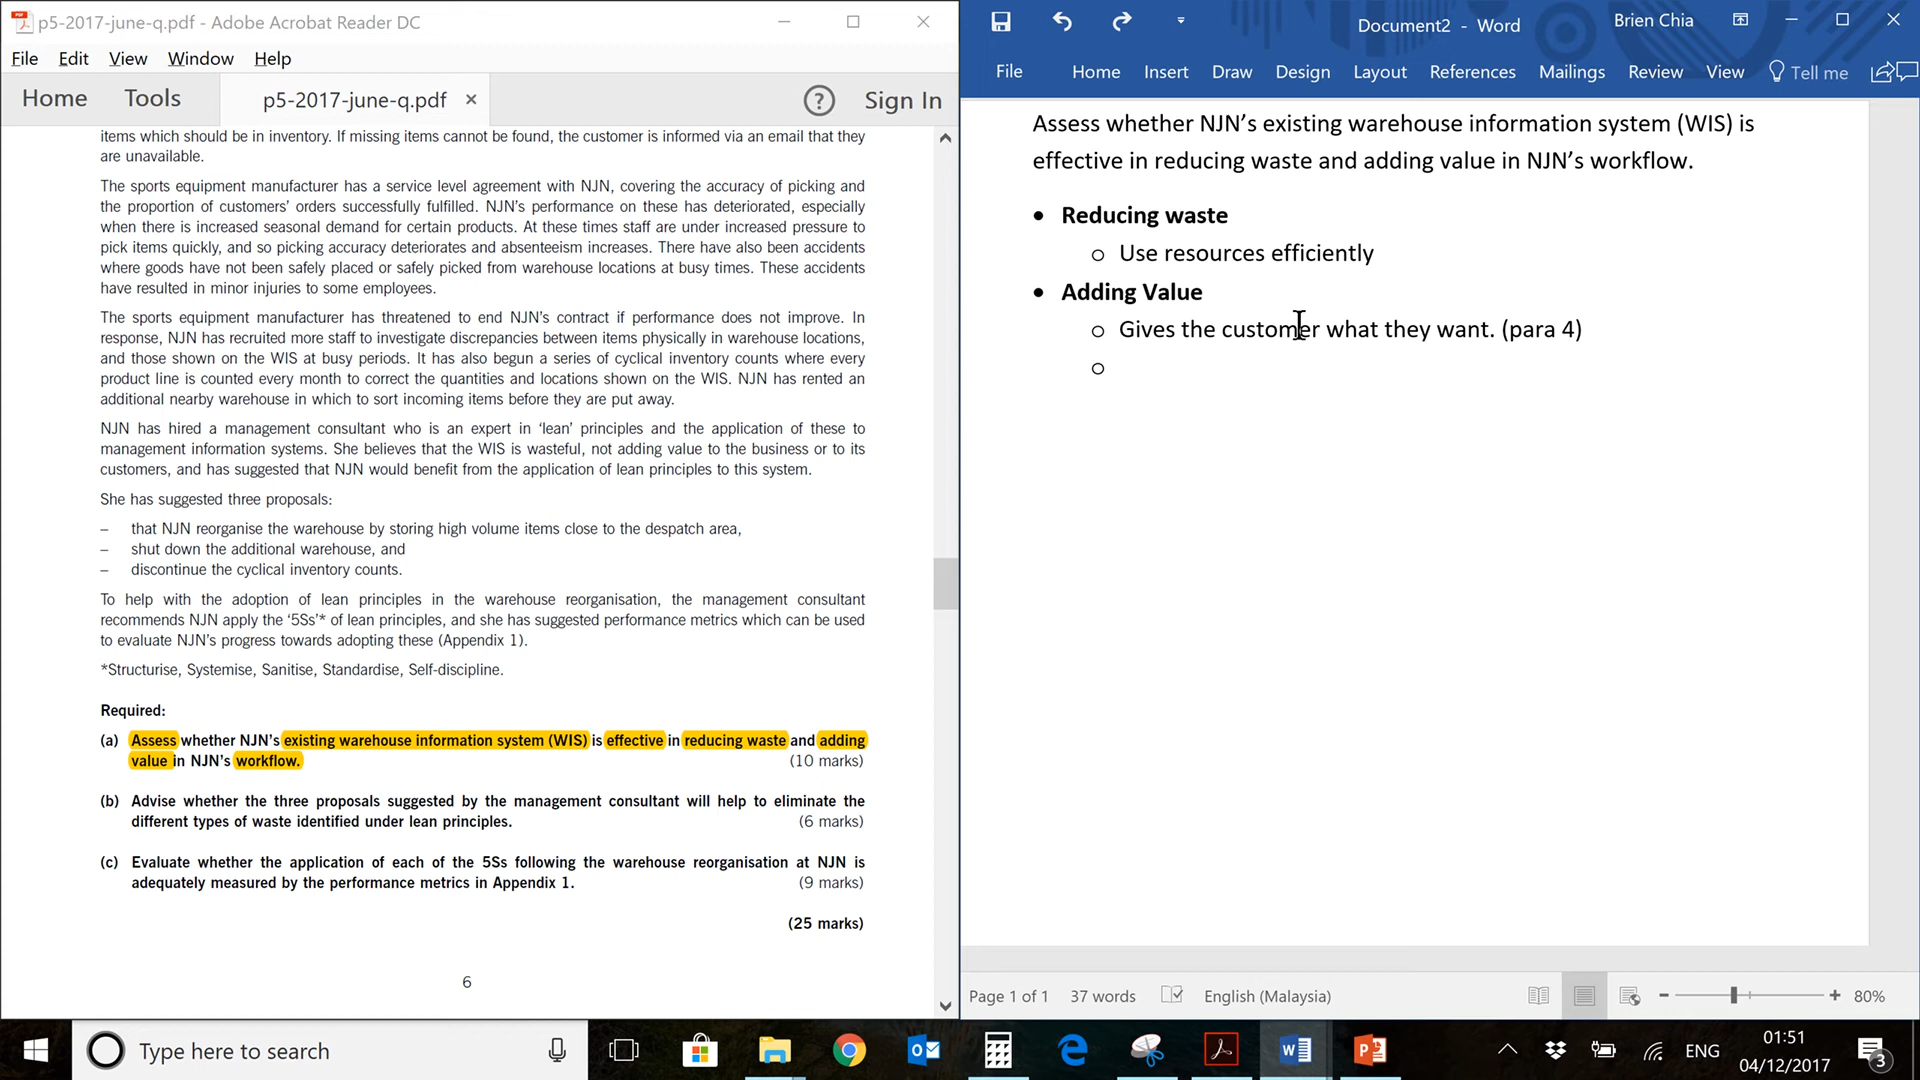 p5-2017-june-q.pdf - Adobe Acrobat Reader DC
File Edit View Window Help
Home Tools p5-2017-june-q.pdf × ? Sign In
items which should be in inventory. If missing items cannot be found, the customer is informed via an email that they
are unavailable.
The sports equipment manufacturer has a service level agreement with NJN, covering the accuracy of picking and
the proportion of customers' orders successfully fulfilled. NJN's performance on these has deteriorated, especially
when there is increased seasonal demand for certain products. At these times staff are under increased pressure to
pick items quickly, and so picking accuracy deteriorates and absenteeism increases. There have also been accidents
where goods have not been safely placed or safely picked from warehouse locations at busy times. These accidents
have resulted in minor injuries to some employees.
The sports equipment manufacturer has threatened to end NJN's contract if performance does not improve. In
response, NJN has recruited more staff to investigate discrepancies between items physically in warehouse locations,
and those shown on the WIS at busy periods. It has also begun a series of cyclical inventory counts where every
product line is counted every month to correct the quantities and locations shown on the WIS. NJN has rented an
additional nearby warehouse in which to sort incoming items before they are put away.
NJN has hired a management consultant who is an expert in 'lean' principles and the application of these to
management information systems. She believes that the WIS is wasteful, not adding value to the business or to its
customers, and has suggested that NJN would benefit from the application of lean principles to this system.
She has suggested three proposals:
– that NJN reorganise the warehouse by storing high volume items close to the despatch area,
– shut down the additional warehouse, and
– discontinue the cyclical inventory counts.
To help with the adoption of lean principles in the warehouse reorganisation, the management consultant
recommends NJN apply the '5Ss'* of lean principles, and she has suggested performance metrics which can be used
to evaluate NJN's progress towards adopting these (Appendix 1).
*Structurise, Systemise, Sanitise, Standardise, Self-discipline.
Required:
(a) Assess whether NJN's existing warehouse information system (WIS) is effective in reducing waste and adding
value in NJN's workflow. (10 marks)
(b) Advise whether the three proposals suggested by the management consultant will help to eliminate the
different types of waste identified under lean principles. (6 marks)
(c) Evaluate whether the application of each of the 5Ss following the warehouse reorganisation at NJN is
adequately measured by the performance metrics in Appendix 1. (9 marks)
(25 marks)
6
Document2 - Word Brien Chia
File Home Insert Draw Design Layout References Mailings Review View Tell me
Assess whether NJN's existing warehouse information system (WIS) is
effective in reducing waste and adding value in NJN's workflow.
• Reducing waste
o Use resources efficiently
• Adding Value
o Gives the customer what they want. (para 4)
o
Page 1 of 1 37 words English (Malaysia) 80%
Type here to search
ENG 01:51
04/12/2017 3